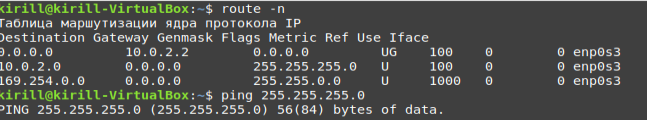 kirill@kirill-VirtualBox:~$ route -n
Таблица маршутизации ядра протокола IP
Destination Gateway Genmask Flags Metric Ref Use Iface
0.0.0.0 10.0.2.2 0.0.0.0 UG 100 0 0 enp0s3
10.0.2.0 0.0.0.0 255.255.255.0 U 100 0 0 enp0s3
169.254.0.0 0.0.0.0 255.255.0.0 U 1000 0 0 enp0s3
kirill@kirill-VirtualBox:~$ ping 255.255.255.0
PING 255.255.255.0 (255.255.255.0) 56(84) bytes of data.